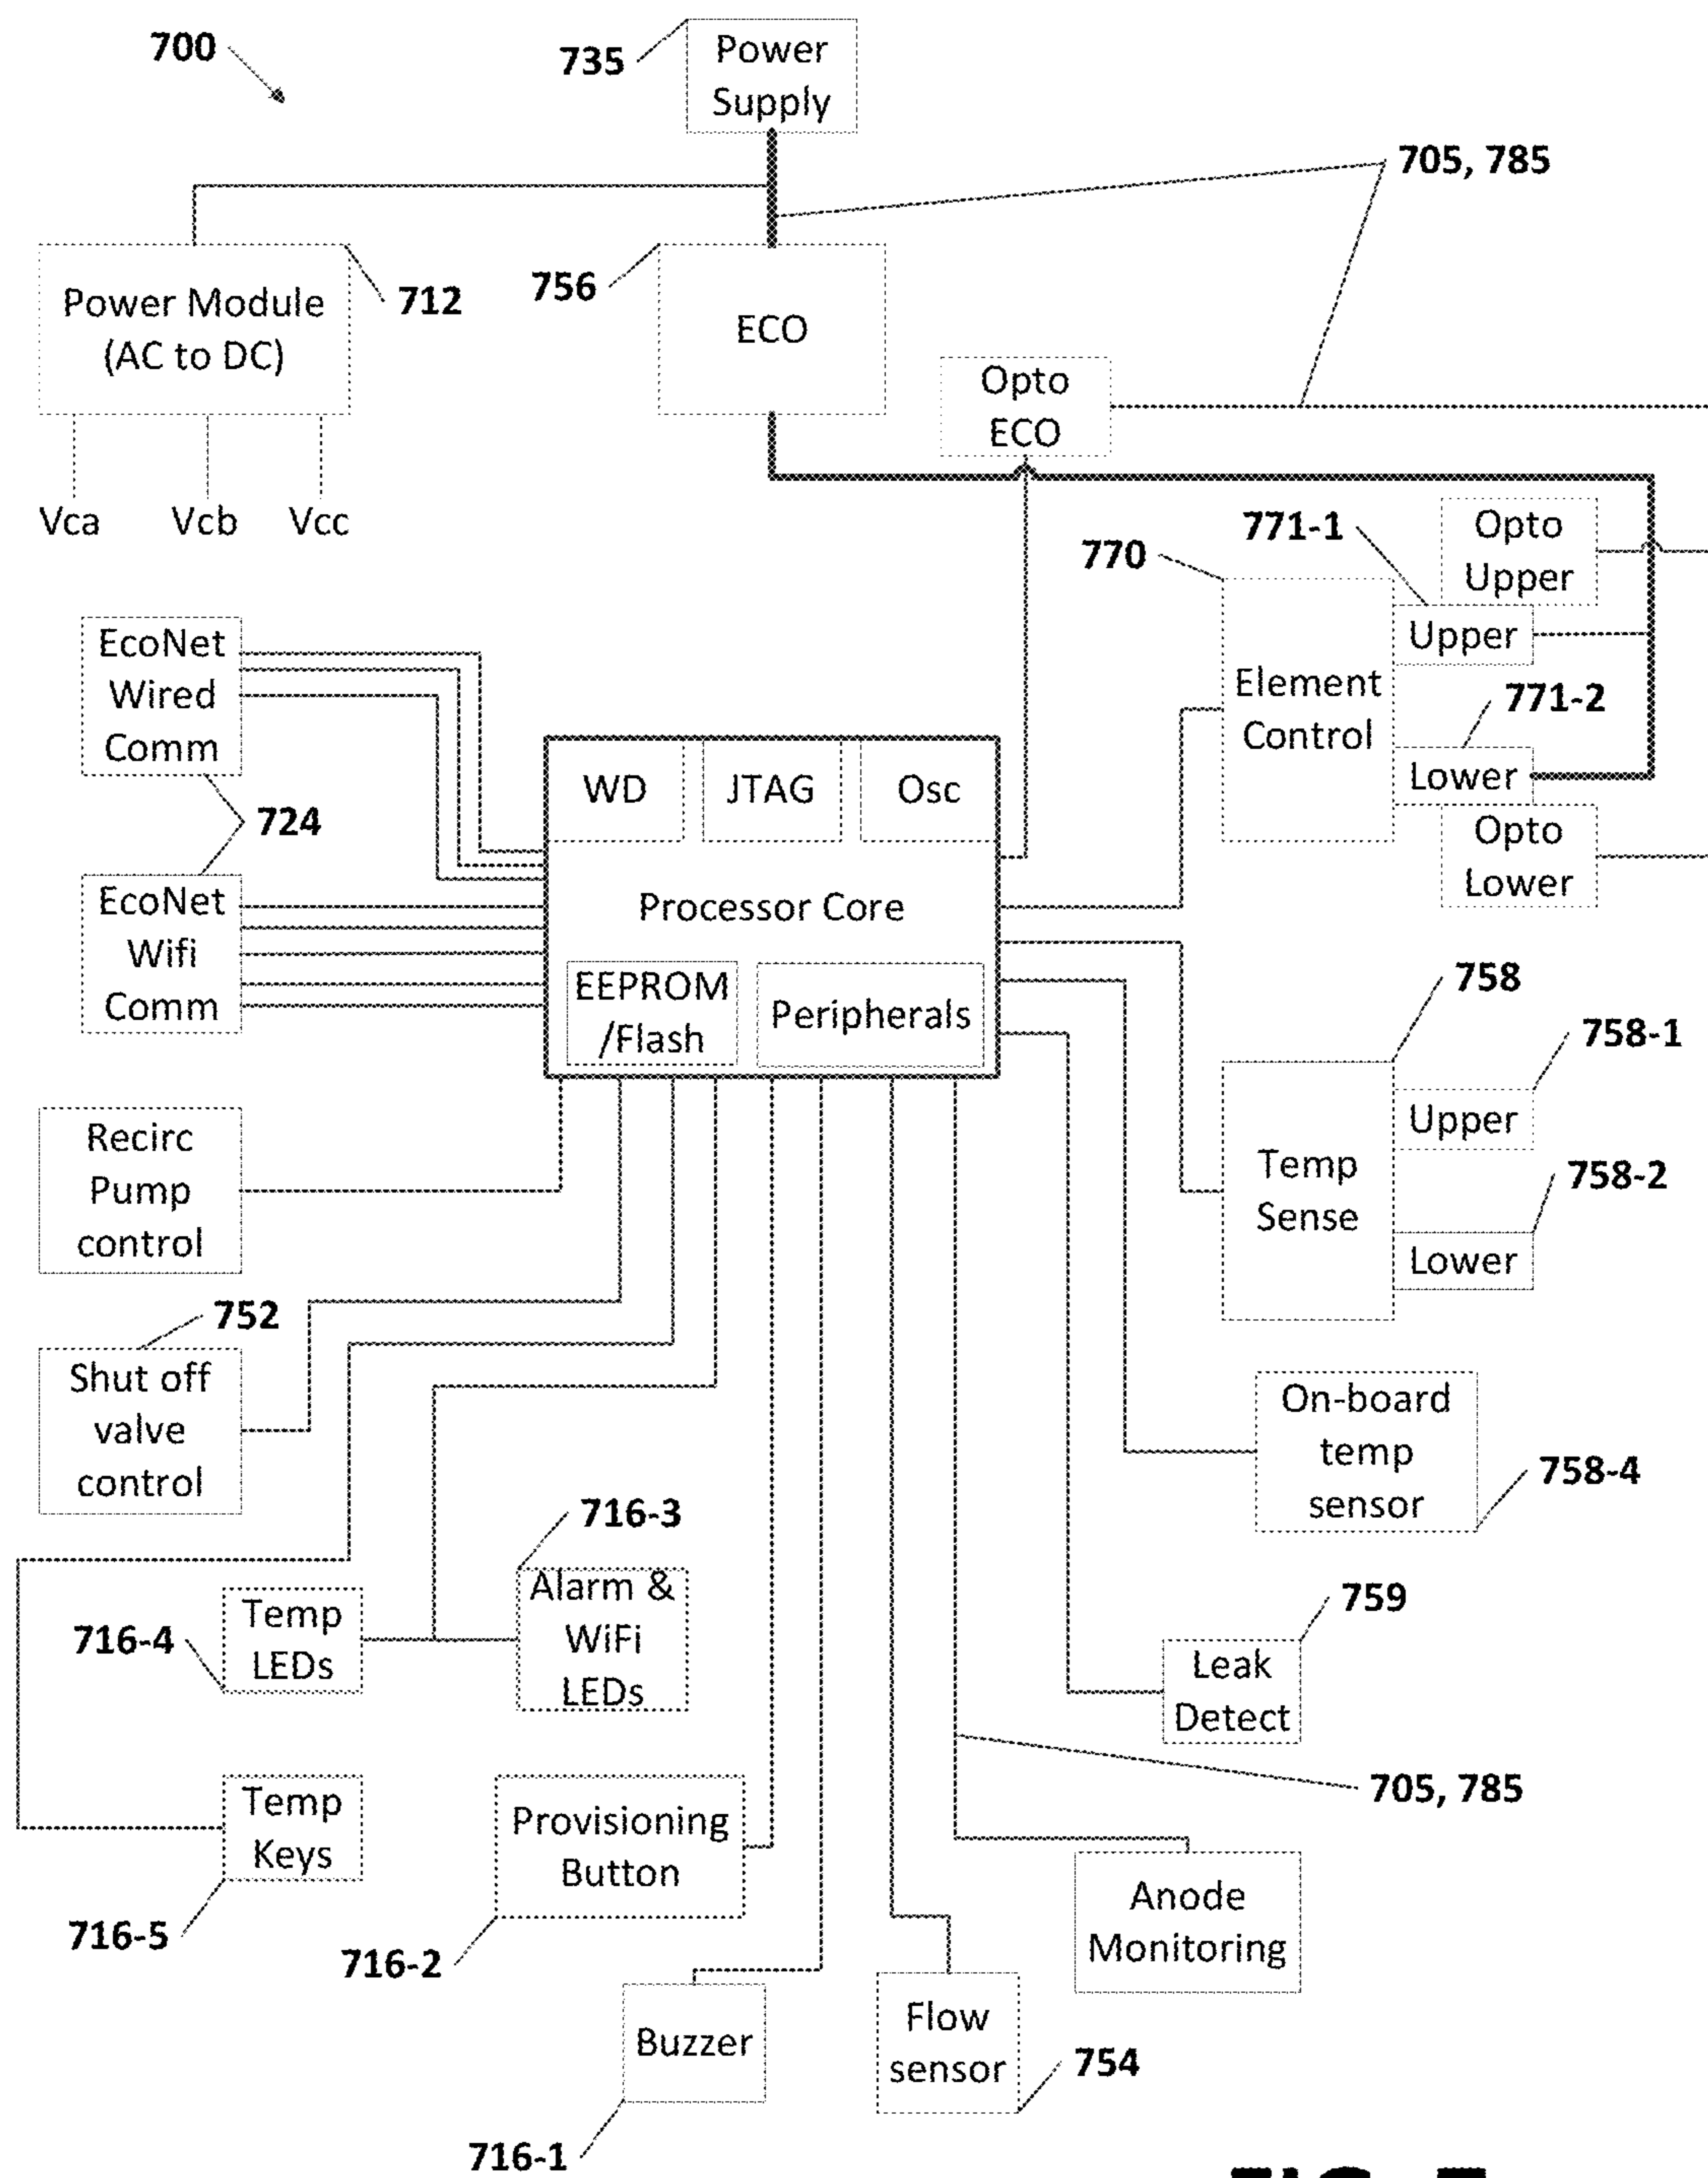 700
735
Power
Supply
705, 785
Power Module
(AC to DC)
712
756
ECO
Opto
ECO
Vca
Vcb
Vcc
771-1
Opto
Upper
770
Upper
Element
Control
771-2
Lower
Opto
Lower
EcoNet
Wired
Comm
724
EcoNet
Wifi
Comm
WD
JTAG
Osc
Processor Core
EEPROM
/Flash
Peripherals
758
758-1
Upper
Temp
Sense
758-2
Lower
Recirc
Pump
control
752
Shut off
valve
control
On-board
temp
sensor
758-4
716-3
Alarm &
WiFi
LEDs
716-4
Temp
LEDs
759
Leak
Detect
705, 785
Temp
Keys
716-5
Provisioning
Button
716-2
Anode
Monitoring
Buzzer
716-1
Flow
sensor
754